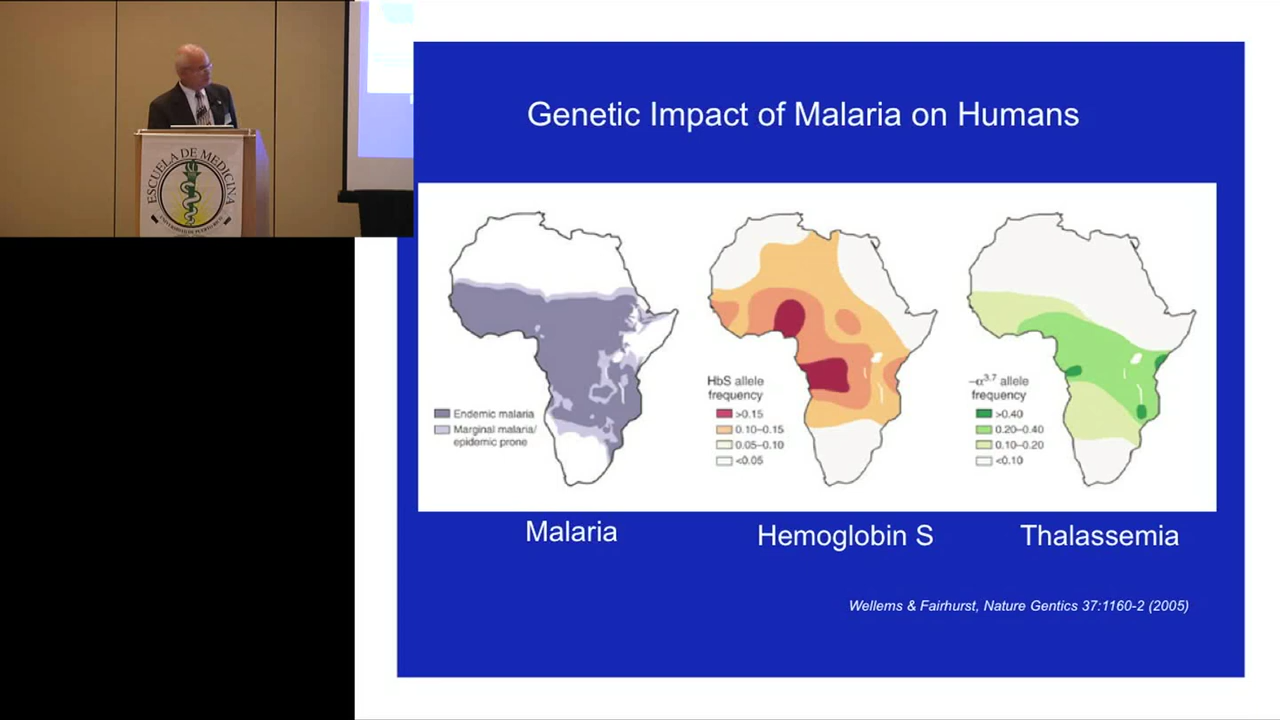 Genetic Impact of Malaria on Humans
ESCUELA DE MEDICINA
Endemic malaria
Marginal malaria/
epidemic prone
HbS allele
frequency
>0.15
0.10–0.15
0.05–0.10
<0.05
–α3.7 allele
frequency
>0.40
0.20–0.40
0.10–0.20
<0.10
Malaria
Hemoglobin S
Thalassemia
Wellems & Fairhurst, Nature Gentics 37:1160-2 (2005)